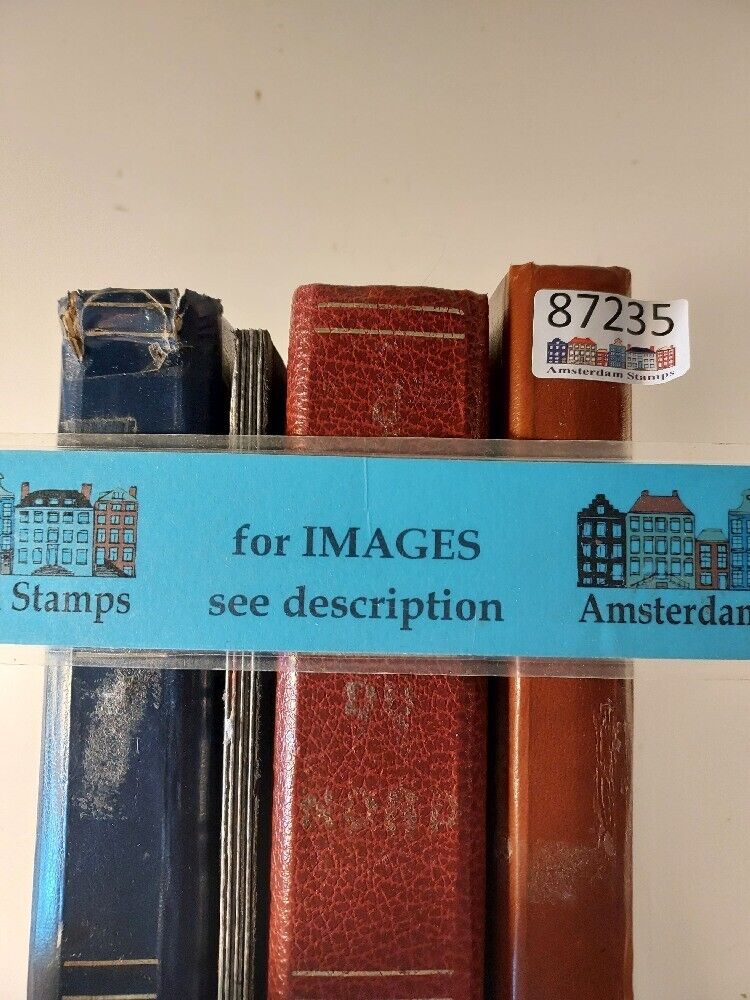 87235
Amsterdam Stamps
for IMAGES
see description
Stamps
Amsterdam